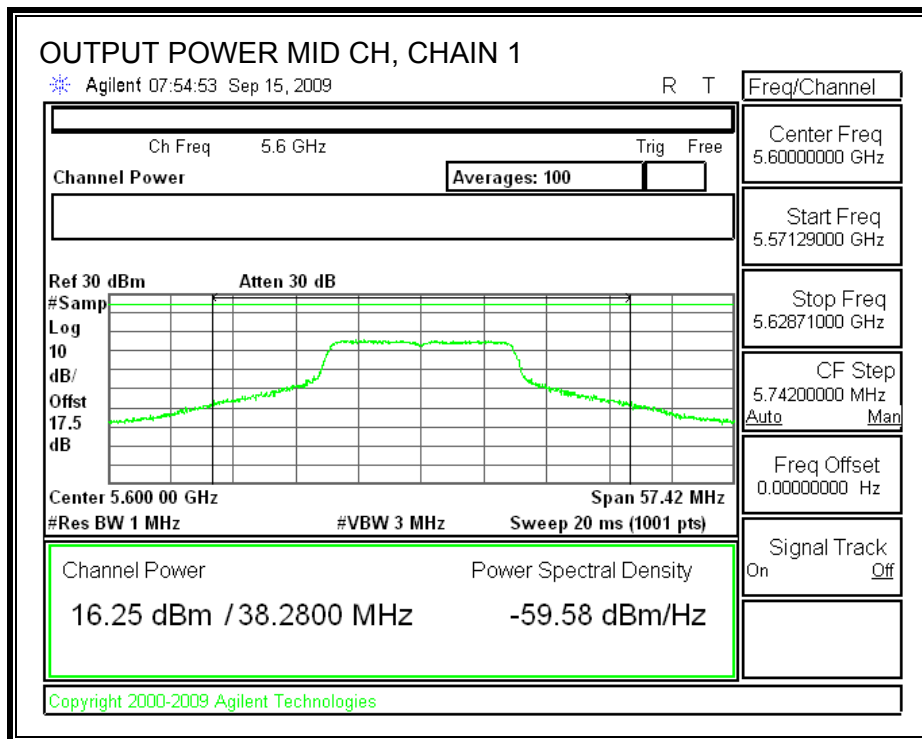 OUTPUT POWER MID CH, CHAIN 1
Agilent 07:54:53 Sep 15, 2009 R T
Freq/Channel
Ch Freq 5.6 GHz Trig Free
Channel Power Averages: 100
Center Freq
5.60000000 GHz
Start Freq
5.57129000 GHz
Stop Freq
5.62871000 GHz
CF Step
5.74200000 MHz
Auto Man
Freq Offset
0.00000000 Hz
Signal Track
On Off
Ref 30 dBm Atten 30 dB
#Samp
Log
10
dB/
Offst
17.5
dB
Center 5.600 00 GHz Span 57.42 MHz
#Res BW 1 MHz #VBW 3 MHz Sweep 20 ms (1001 pts)
Channel Power Power Spectral Density
16.25 dBm / 38.2800 MHz -59.58 dBm/Hz
Copyright 2000-2009 Agilent Technologies